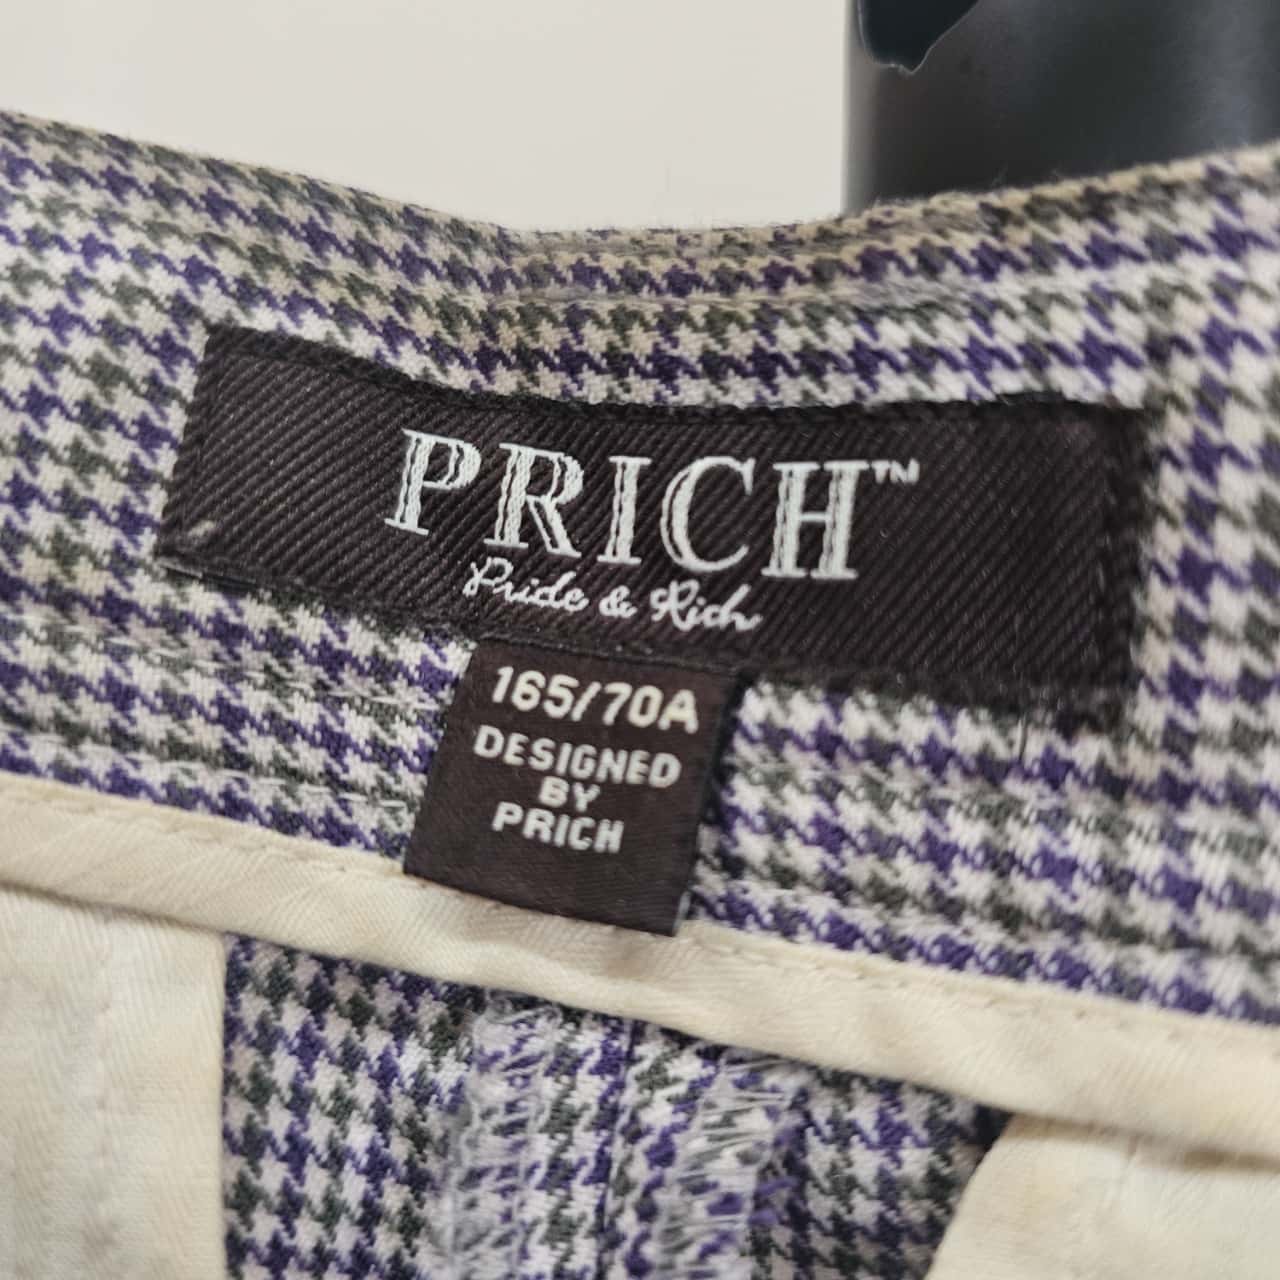 PRICH™
Pride & Rich
165/70A
DESIGNED
BY
PRICH